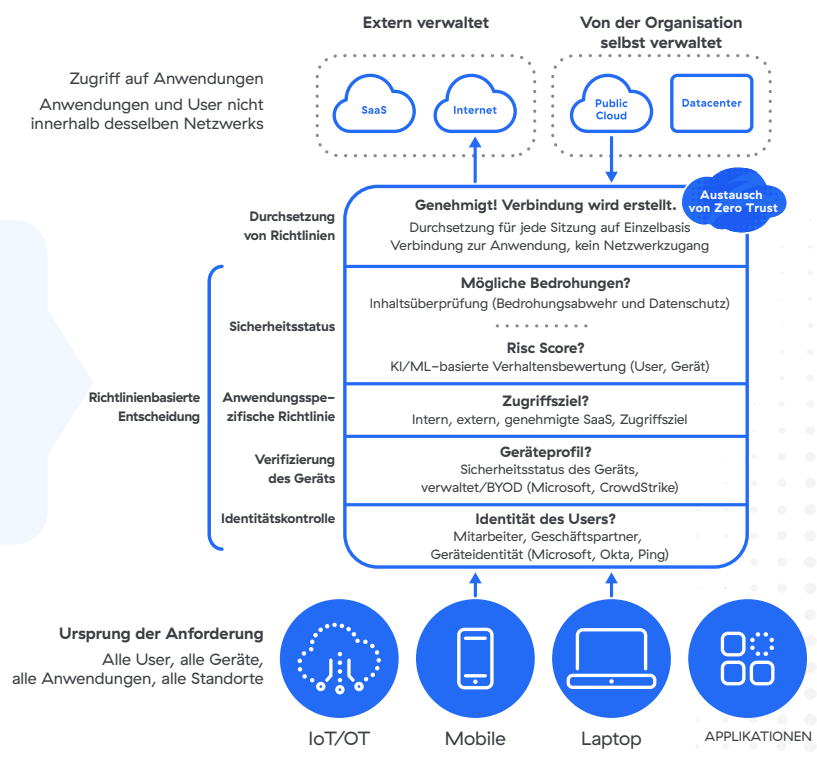 Extern verwaltet
Von der Organisation
selbst verwaltet
Zugriff auf Anwendungen
Anwendungen und User nicht
innerhalb desselben Netzwerks
SaaS
Internet
Public
Cloud
Datacenter
Austausch
von Zero Trust
Durchsetzung
von Richtlinien
Genehmigt! Verbindung wird erstellt.
Durchsetzung für jede Sitzung auf Einzelbasis
Verbindung zur Anwendung, kein Netzwerkzugang
Richtlinienbasierte
Entscheidung
Sicherheitsstatus
Mögliche Bedrohungen?
Inhaltsüberprüfung (Bedrohungsabwehr und Datenschutz)
Risc Score?
KI/ML-basierte Verhaltensbewertung (User, Gerät)
Anwendungsspe-
zifische Richtlinie
Zugriffsziel?
Intern, extern, genehmigte SaaS, Zugriffsziel
Verifizierung
des Geräts
Geräteprofil?
Sicherheitsstatus des Geräts,
verwaltet/BYOD (Microsoft, CrowdStrike)
Identitätskontrolle
Identität des Users?
Mitarbeiter, Geschäftspartner,
Geräteidentität (Microsoft, Okta, Ping)
Ursprung der Anforderung
Alle User, alle Geräte,
alle Anwendungen, alle Standorte
IoT/OT
Mobile
Laptop
APPLIKATIONEN